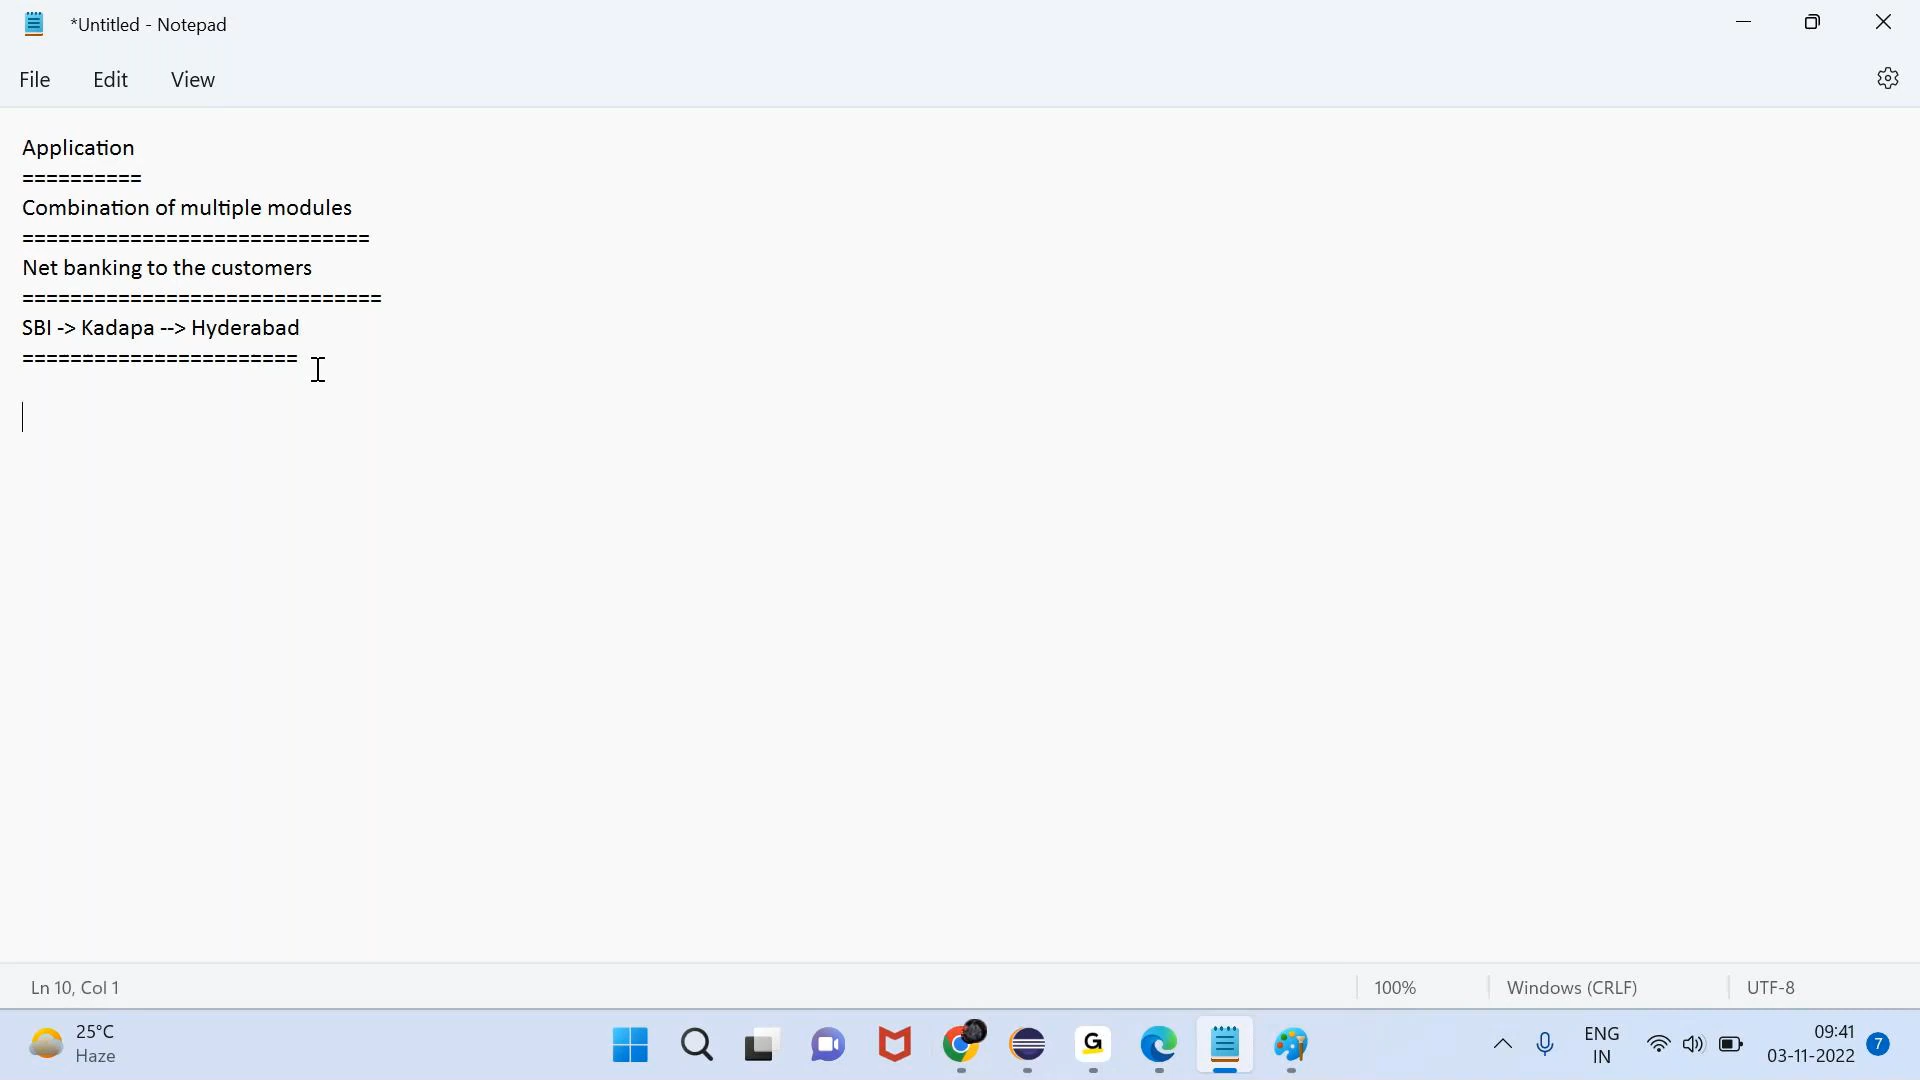 *Untitled - Notepad
File Edit View
Application
==========
Combination of multiple modules
=============================
Net banking to the customers
==============================
SBI -> Kadapa --> Hyderabad
=======================
Ln 10, Col 1 100% Windows (CRLF) UTF-8
25°C
Haze
G
ENG
IN
09:41
03-11-2022
7